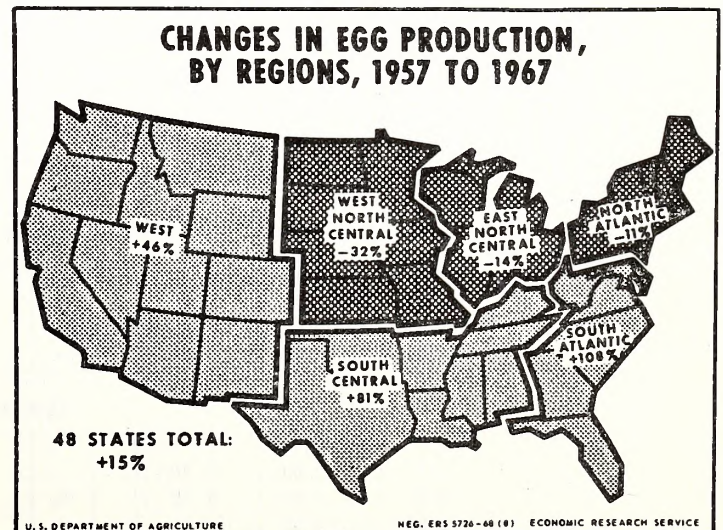 CHANGES IN EGG PRODUCTION,
BY REGIONS, 1957 TO 1967
WEST
+46%
WEST
NORTH
CENTRAL
—32%
EAST
NORTH
CENTRAL
—14%
NORTH
ATLANTIC
—11%
SOUTH
ATLANTIC
+108%
SOUTH
CENTRAL
+81%
48 STATES TOTAL:
+15%
U. S. DEPARTMENT OF AGRICULTURE
NEG. ERS 5726-68 (8) ECONOMIC RESEARCH SERVICE